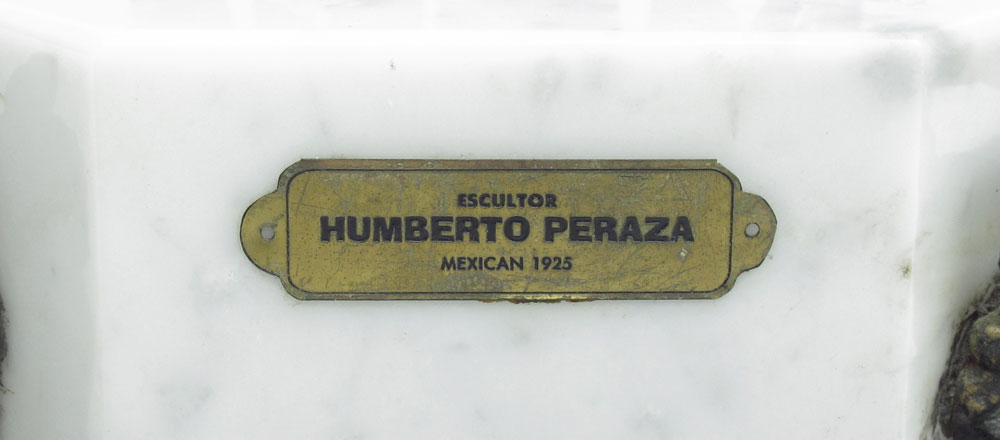 ESCULTOR
HUMBERTO PERAZA
MEXICAN 1925